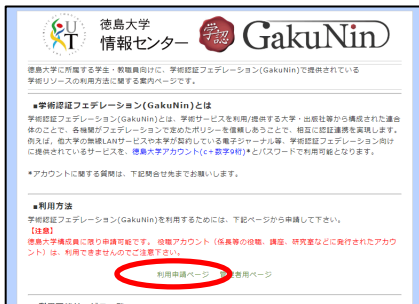 徳島大学
情報センター
学認 GakuNin
徳島大学に所属する学生・教職員向けに、学術認証フェデレーション(GakuNin)で提供されている
学術リソースの利用方法に関する案内ページです。
■学術認証フェデレーション(GakuNin)とは
学術認証フェデレーション(GakuNin)とは、学術サービスを利用/提供する大学・出版社等から構成された連合
体のことで、各機関がフェデレーションで定めたポリシーを信頼しあうことで、相互に認証連携を実現します。
例えば、他大学の無線LANサービスや本学が契約している電子ジャーナル等、学術認証フェデレーション向け
に提供されているサービスを、徳島大学アカウント(c+数字9桁)*とパスワードで利用可能となります。
*アカウントに関する質問は、下記問合せ先までお願いします。
■利用方法
学術認証フェデレーション(GakuNin)を利用するためには、下記ページから申請して下さい。
【注意】
徳島大学構成員に限り申請可能です。 役職アカウント（係長等の役職、講座、研究室などに発行されたアカウ
ント）は、利用できませんのでご注意下さい。
利用申請ページ 者用ページ